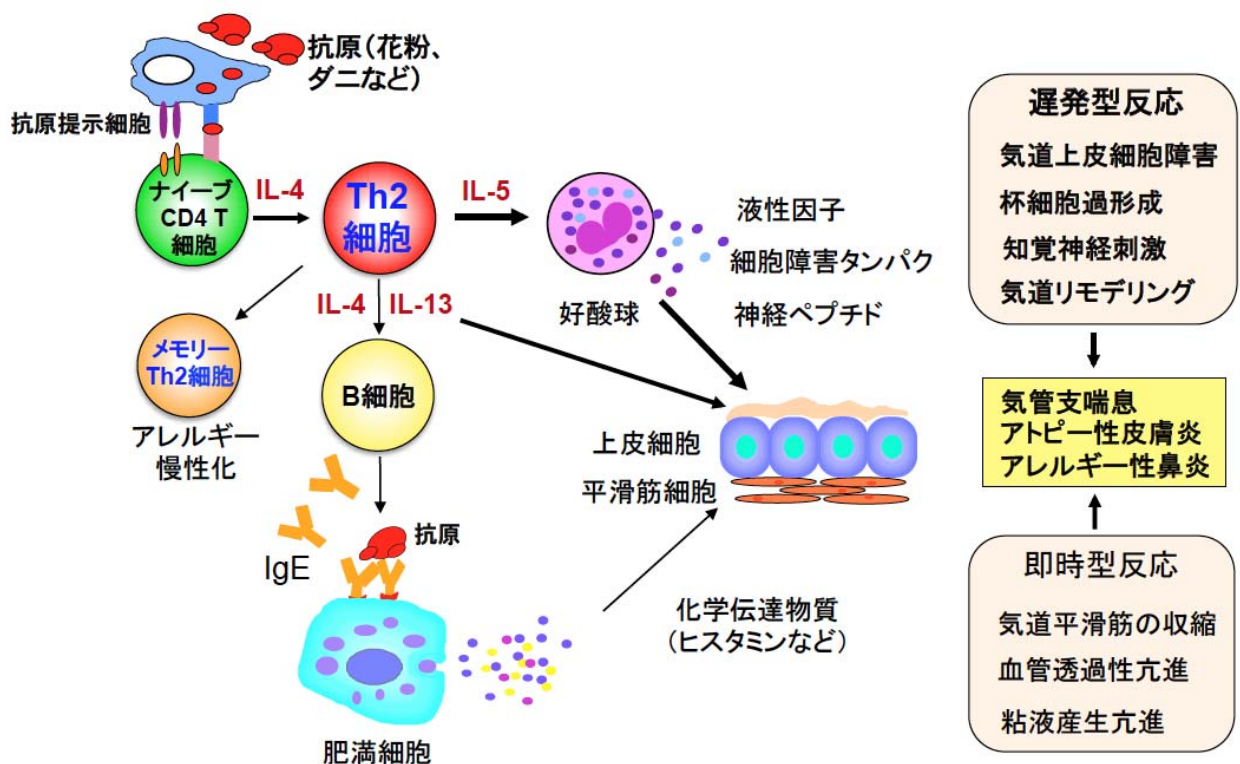 抗原（花粉、
ダニなど）
抗原提示細胞
ナイーブ
CD4 T
細胞
IL-4
Th2
細胞
IL-5
液性因子
細胞障害タンパク
神経ペプチド
好酸球
IL-4
IL-13
メモリー
Th2細胞
アレルギー
慢性化
B細胞
上皮細胞
平滑筋細胞
抗原
IgE
化学伝達物質
（ヒスタミンなど）
肥満細胞
遅発型反応
気道上皮細胞障害
杯細胞過形成
知覚神経刺激
気道リモデリング
気管支喘息
アトピー性皮膚炎
アレルギー性鼻炎
即時型反応
気道平滑筋の収縮
血管透過性亢進
粘液産生亢進